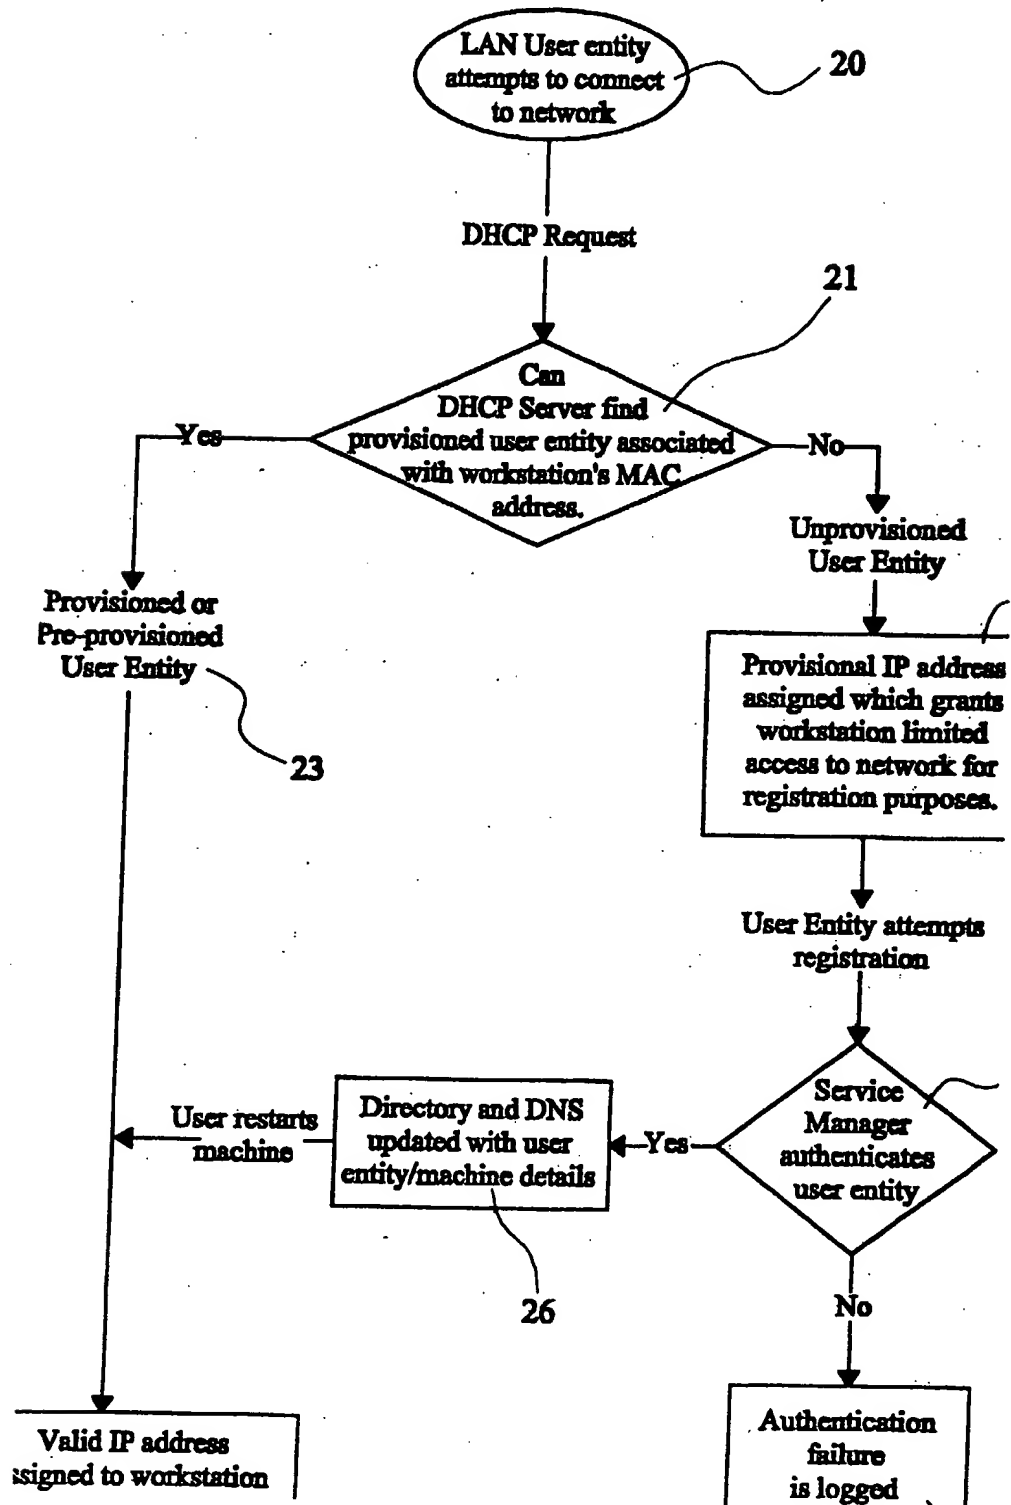 LAN User entity
attempts to connect
to network
20
DHCP Request
21
Can
DHCP Server find
provisioned user entity associated
with workstation's MAC
address.
Yes
No
Unprovisioned
User Entity
Provisioned or
Pre-provisioned
User Entity
23
Provisional IP address
assigned which grants
workstation limited
access to network for
registration purposes.
User Entity attempts
registration
Service
Manager
authenticates
user entity
Yes
Directory and DNS
updated with user
entity/machine details
User restarts
machine
26
No
Valid IP address
ssigned to workstation
Authentication
failure
is logged